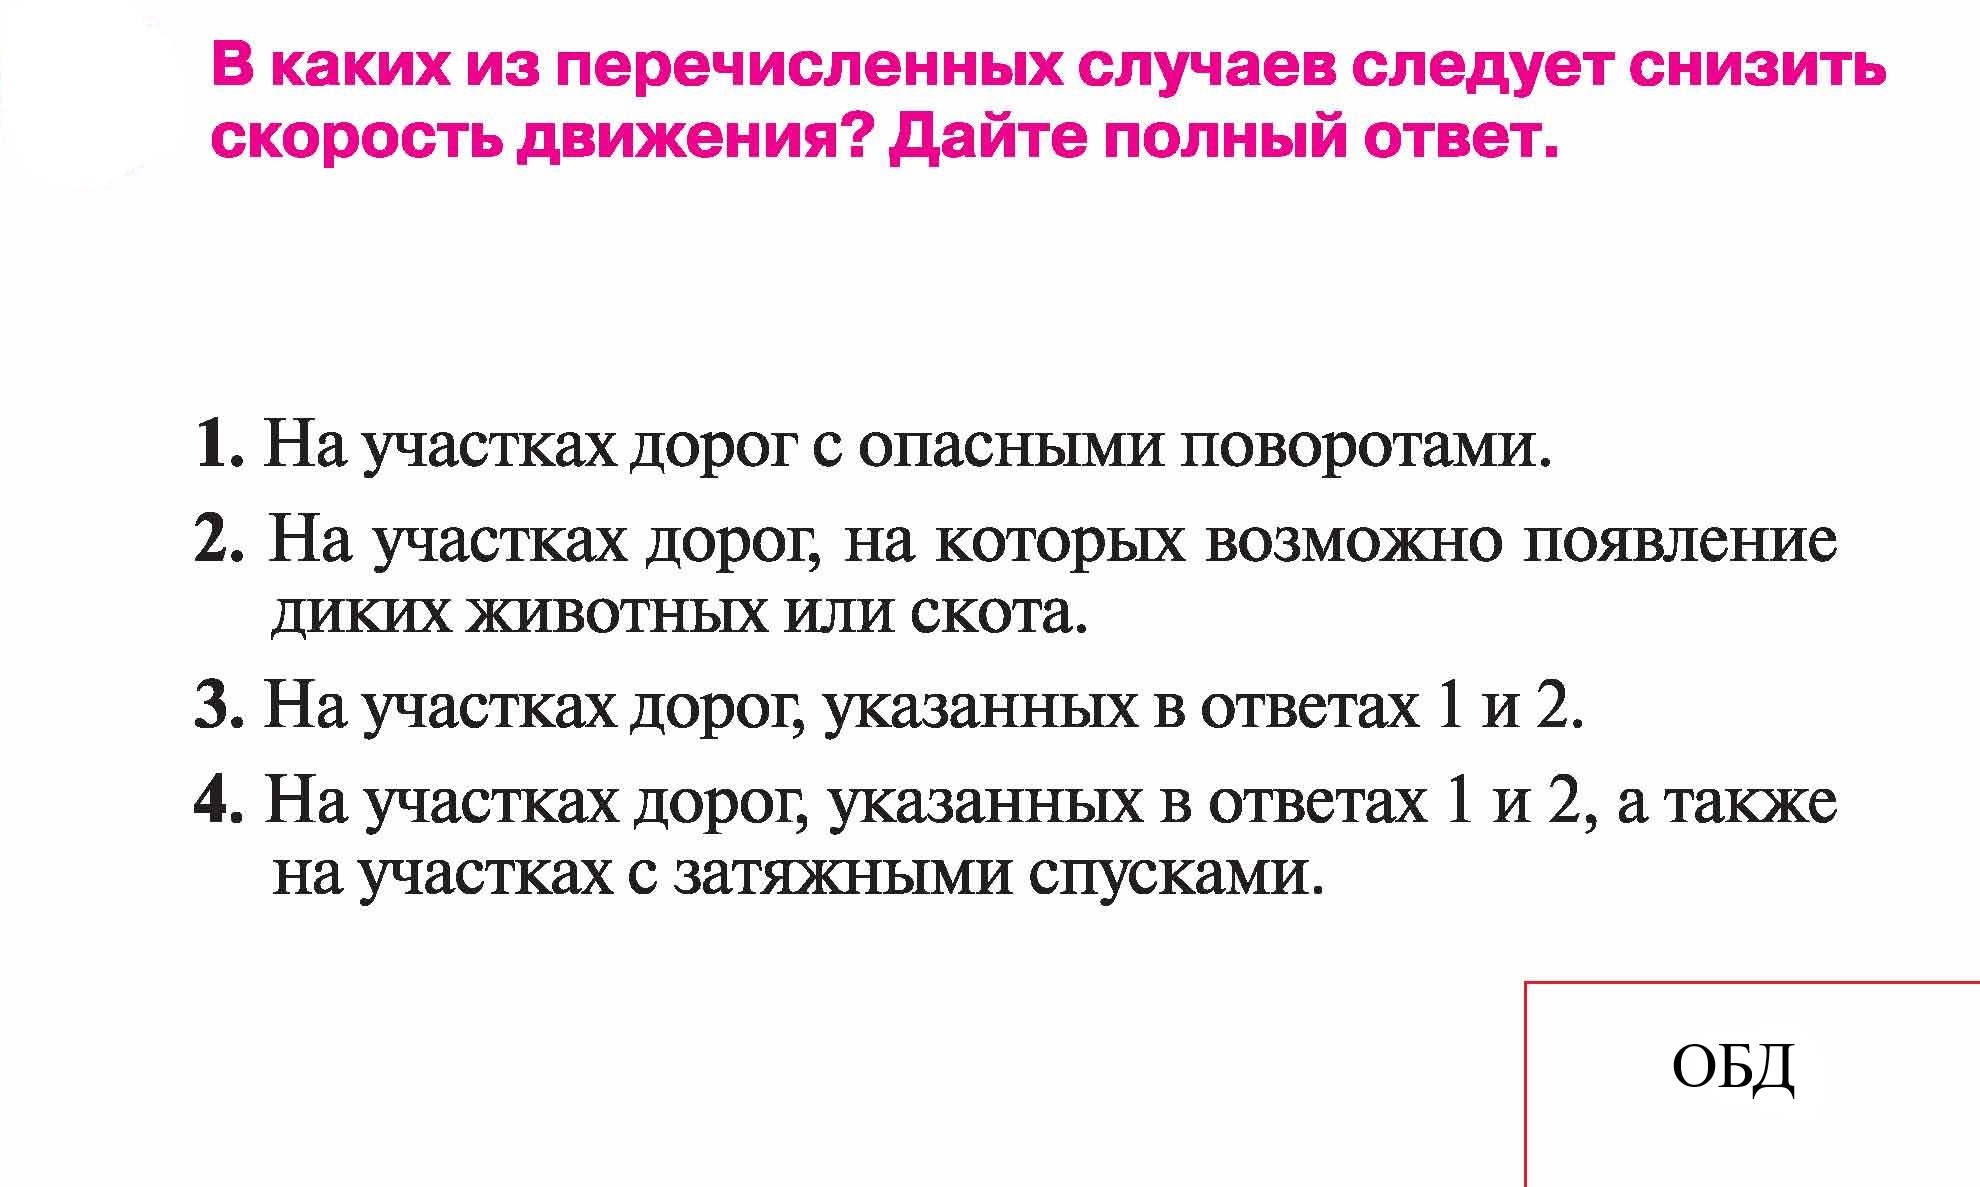 В каких из перечисленных случаев следует снизить
скорость движения? Дайте полный ответ.
1. На участках дорог с опасными поворотами.
2. На участках дорог, на которых возможно появление
диких животных или скота.
3. На участках дорог, указанных в ответах 1 и 2.
4. На участках дорог, указанных в ответах 1 и 2, а также
на участках с затяжными спусками.
ОБД